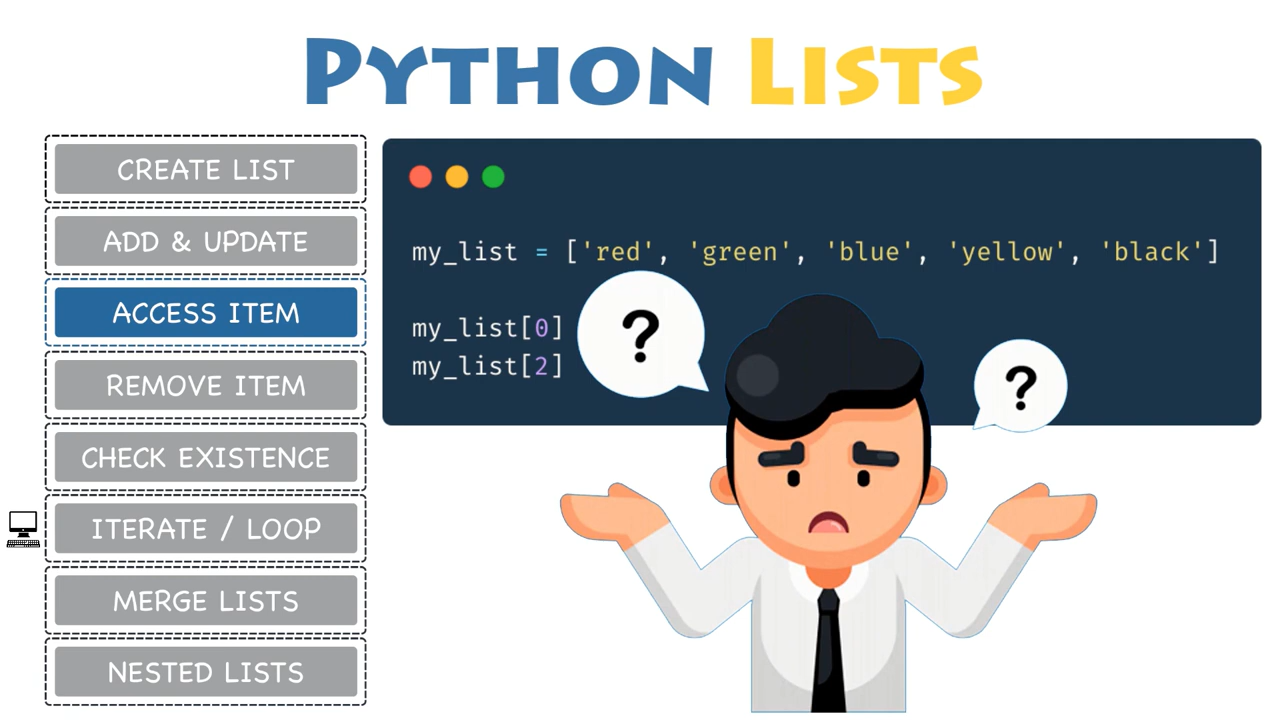 PYTHON LISTS
CREATE LIST
ADD & UPDATE
ACCESS ITEM
REMOVE ITEM
CHECK EXISTENCE
ITERATE / LOOP
MERGE LISTS
NESTED LISTS
my_list = ['red', 'green', 'blue', 'yellow', 'black']
my_list[0]
my_list[2]
?
?